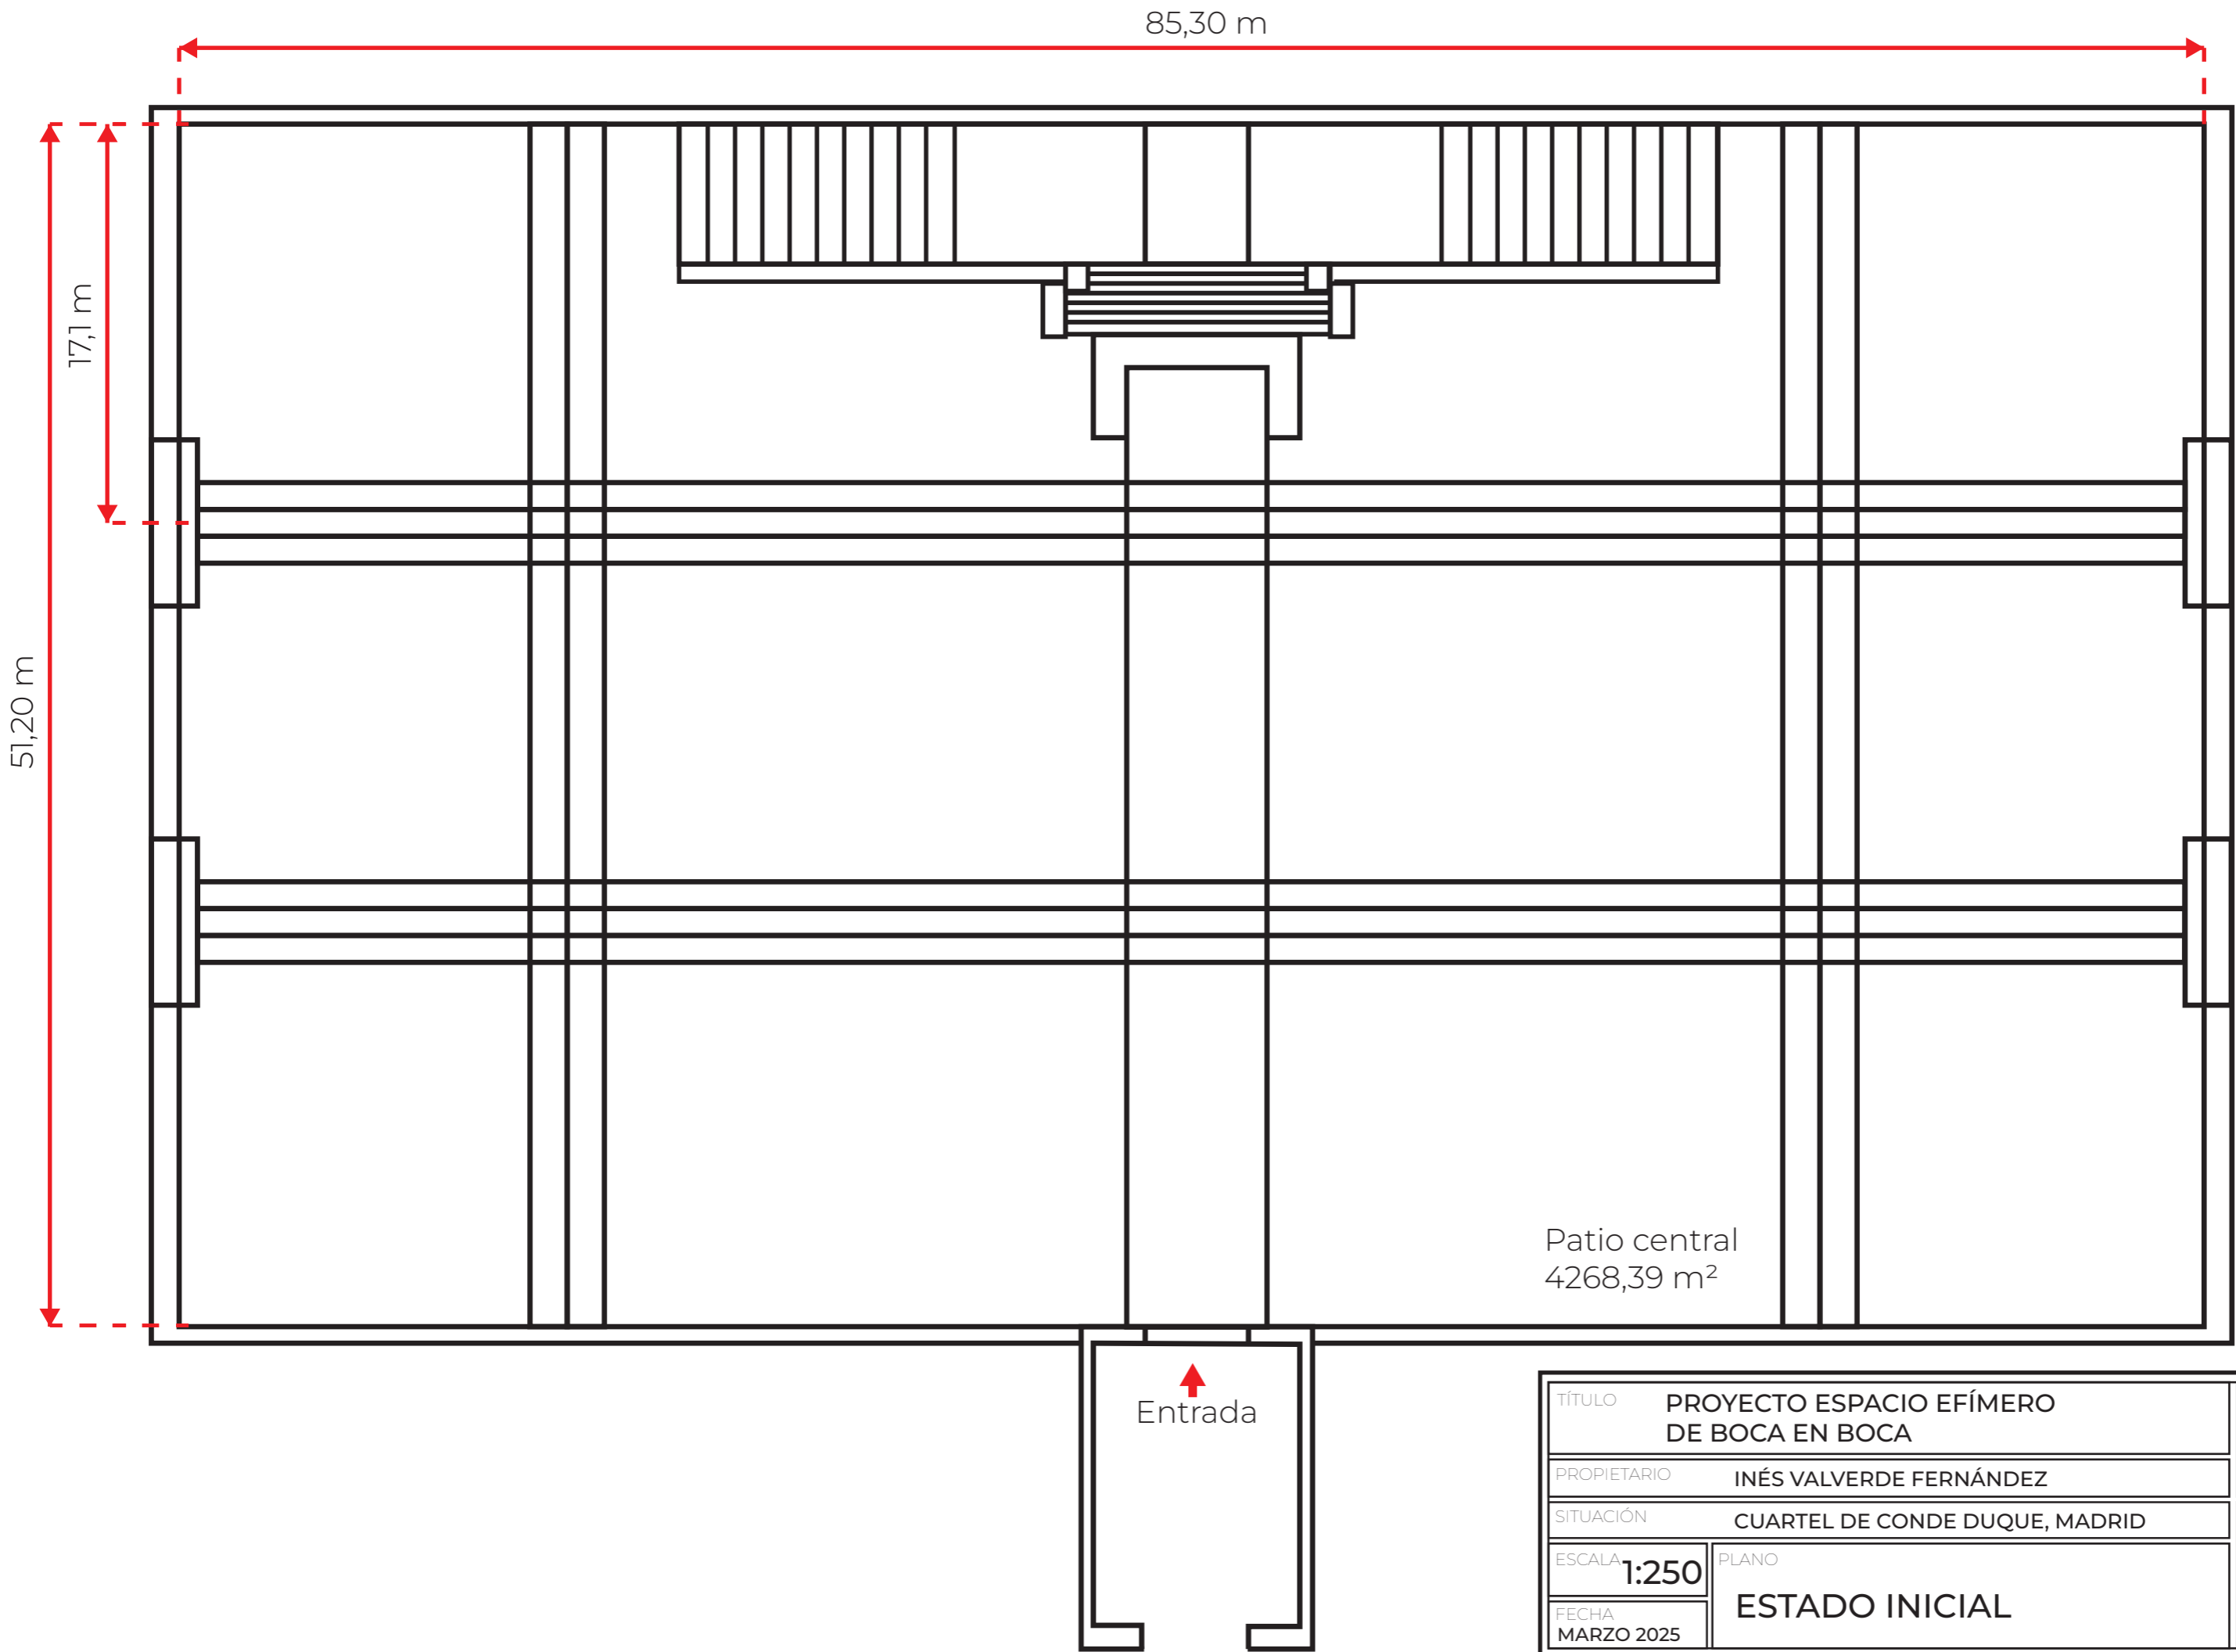 85,30 m
17,1 m
51,20 m
Patio central
4268,39 m²
Entrada
TÍTULO PROYECTO ESPACIO EFÍMERO
DE BOCA EN BOCA
PROPIETARIO INÉS VALVERDE FERNÁNDEZ
SITUACIÓN CUARTEL DE CONDE DUQUE, MADRID
ESCALA 1:250 PLANO
ESTADO INICIAL
FECHA
MARZO 2025